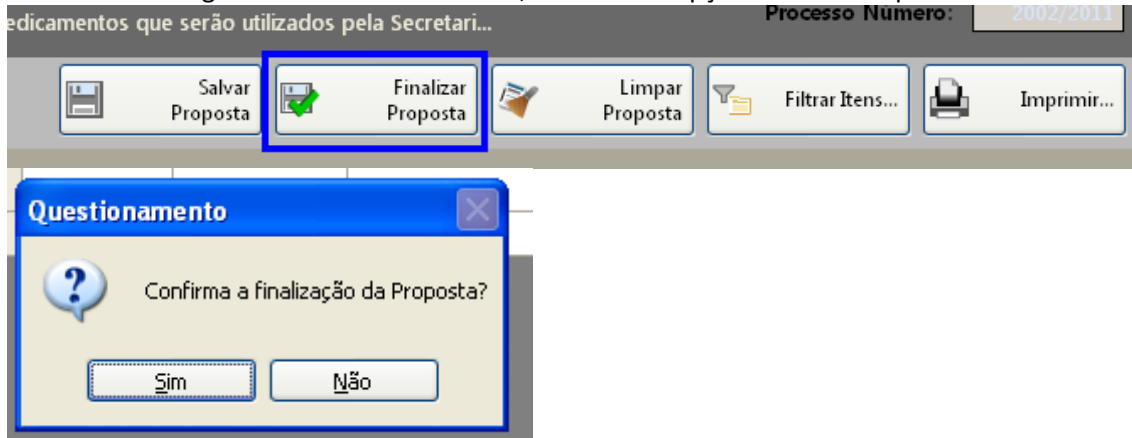 edicamentos que serão utilizados pela Secretari...
Processo Número: 2002/2011
Salvar
Proposta
Finalizar
Proposta
Limpar
Proposta
Filtrar Itens...
Imprimir...
Questionamento
Confirma a finalização da Proposta?
Sim
Não